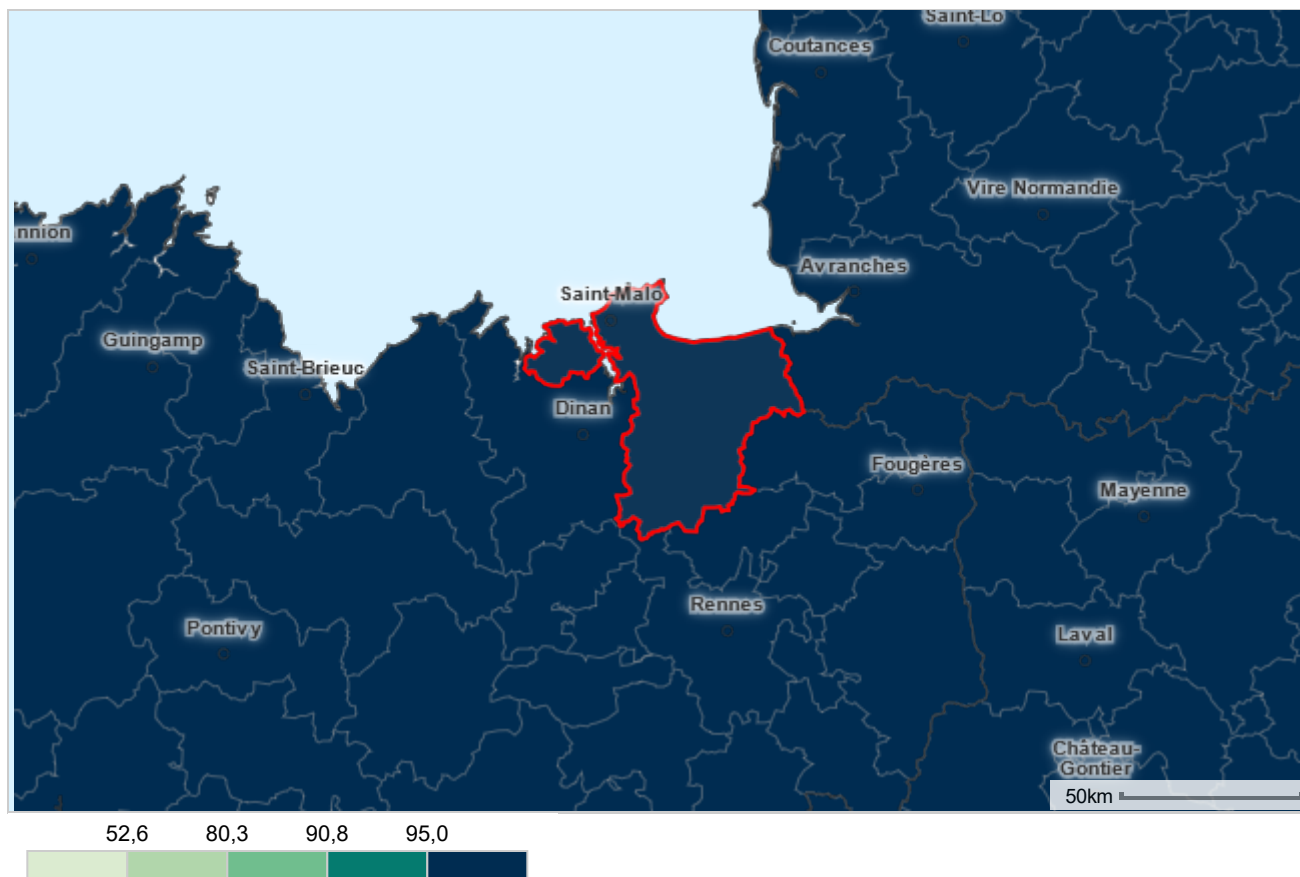 Saint-Lo
Coutances
Vire Normandie
nnion
Avranches
Saint-Malo
Guingamp
Saint-Brieuc
Dinan
Fougères
Mayenne
Rennes
Pontivy
Laval
Château-
Gontier
50km
52,6 80,3 90,8 95,0